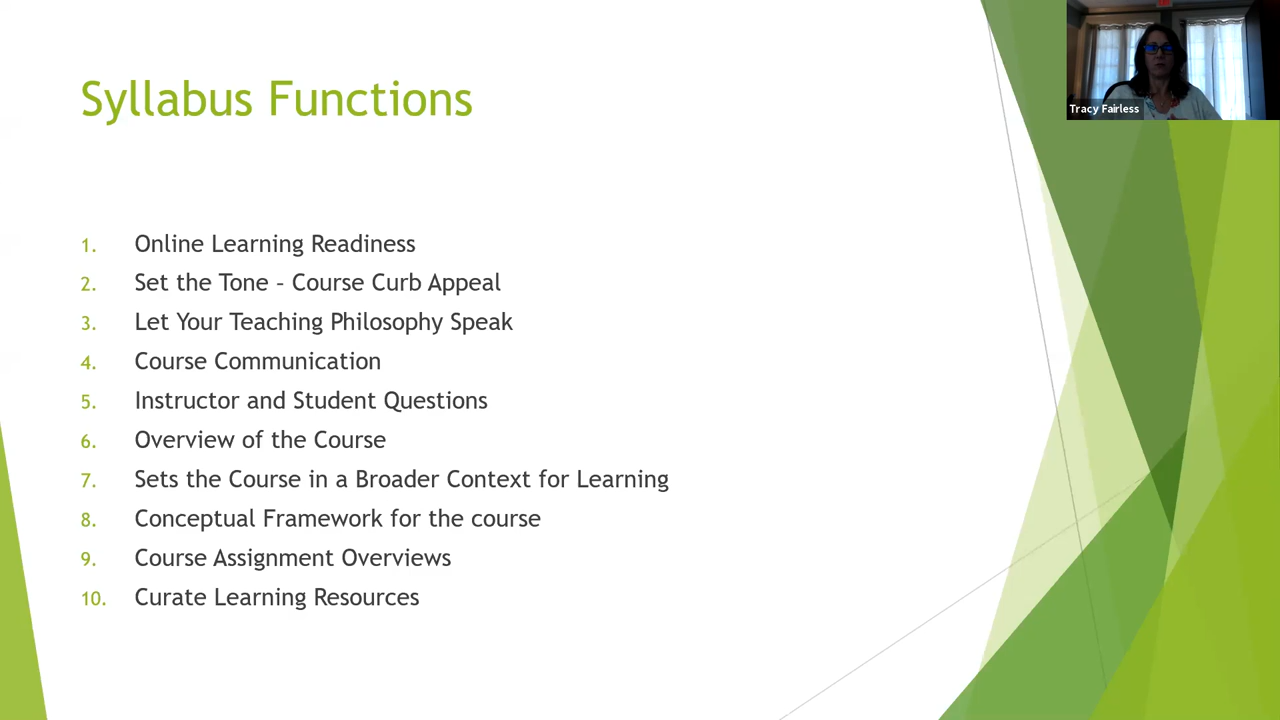 Syllabus Functions
Tracy Fairless
1. Online Learning Readiness
2. Set the Tone – Course Curb Appeal
3. Let Your Teaching Philosophy Speak
4. Course Communication
5. Instructor and Student Questions
6. Overview of the Course
7. Sets the Course in a Broader Context for Learning
8. Conceptual Framework for the course
9. Course Assignment Overviews
10. Curate Learning Resources